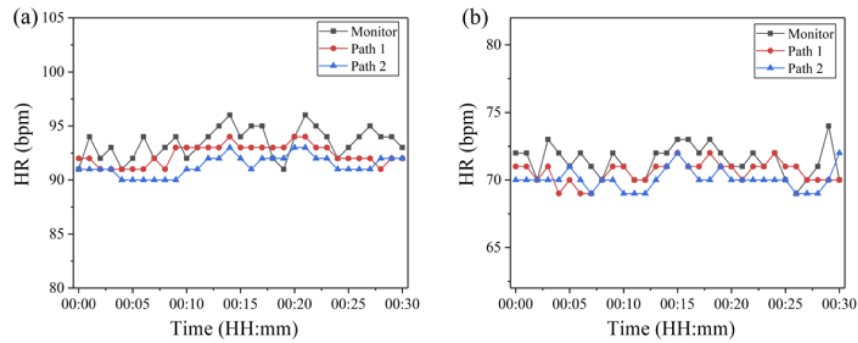 (a)
105
100
95
90
85
80
HR (bpm)
Monitor
Path 1
Path 2
00:00 00:05 00:10 00:15 00:20 00:25 00:30
Time (HH:mm)
(b)
80
75
70
65
HR (bpm)
Monitor
Path 1
Path 2
00:00 00:05 00:10 00:15 00:20 00:25 00:30
Time (HH:mm)